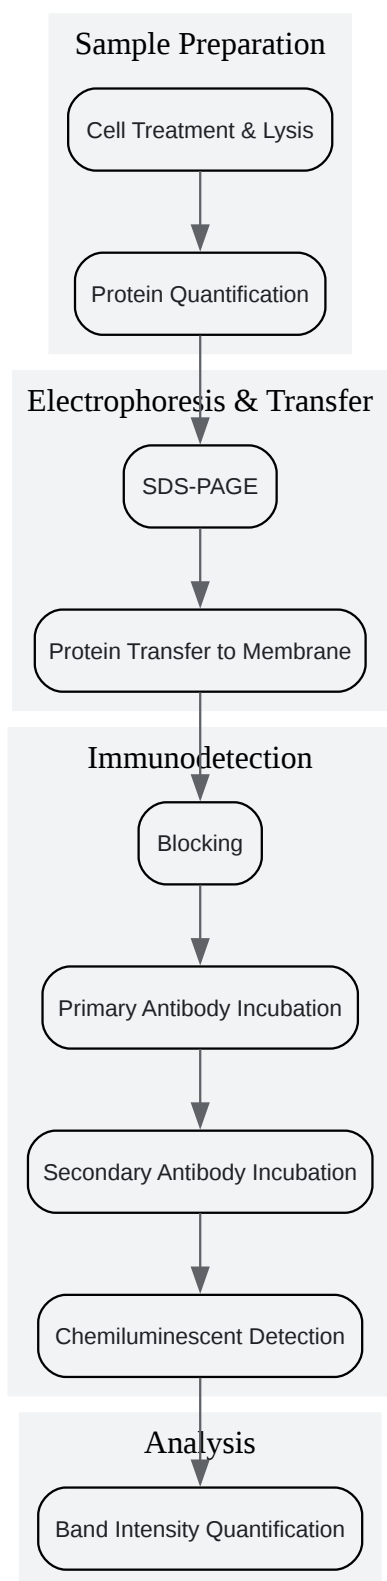 Sample Preparation
Cell Treatment & Lysis
Protein Quantification
Electrophoresis & Transfer
SDS-PAGE
Protein Transfer to Membrane
Immunodetection
Blocking
Primary Antibody Incubation
Secondary Antibody Incubation
Chemiluminescent Detection
Analysis
Band Intensity Quantification